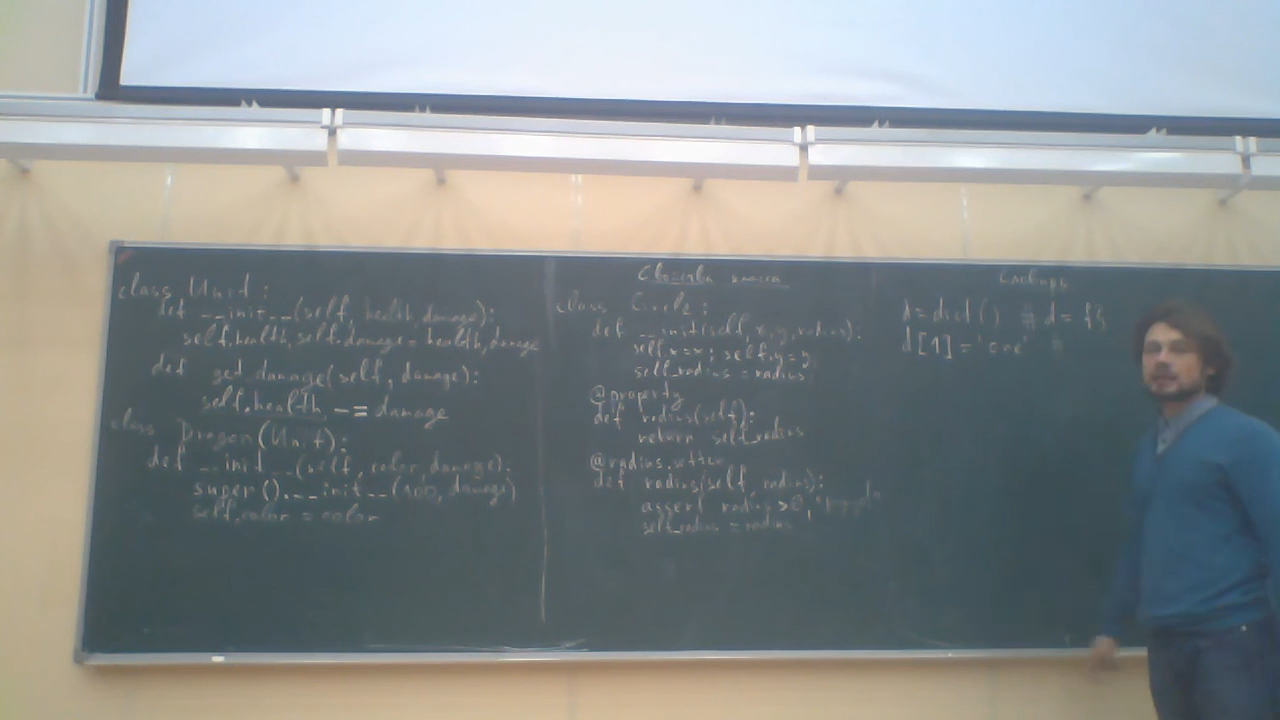 class Unit:
def __init__(self, health, damage):
self.health, self.damage = health, damage
def get_damage(self, damage):
self.health -= damage
class Dragon(Unit):
def __init__(self, color, damage):
super().__init__(100, damage)
self.color = color
Свойства класса
class Circle:
def __init(self, x, y, radius):
self.x=x; self.y=y
self._radius = radius
@property
def radius(self):
return self._radius
@radius.setter
def radius(self, radius):
assert radius >0,
self._radius = radius
Словарь
d=dict() # d = {}
d[1] = 'one' #